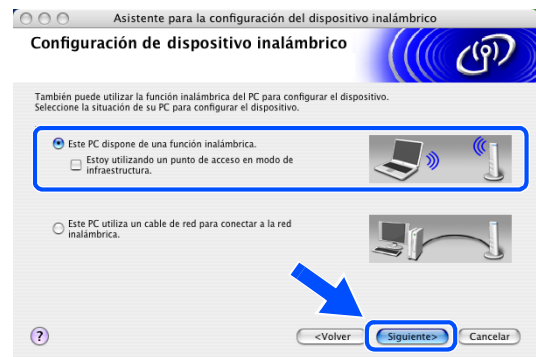 Asistente para la configuración del dispositivo inalámbrico
Configuración de dispositivo inalámbrico
También puede utilizar la función inalámbrica del PC para configurar el dispositivo.
Seleccione la situación de su PC para configurar el dispositivo.
Este PC dispone de una función inalámbrica.
Estoy utilizando un punto de acceso en modo de
infraestructura.
Este PC utiliza un cable de red para conectar a la red
inalámbrica.
?
<Volver
Siguiente>
Cancelar